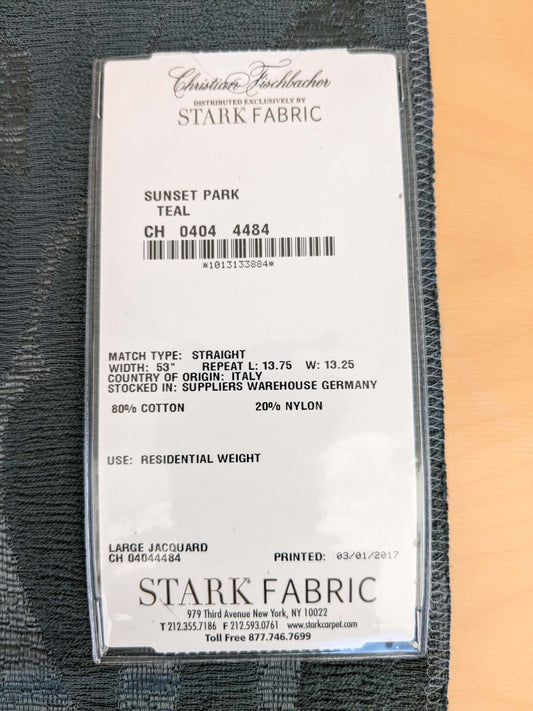 Christian Fischbacher
DISTRIBUTED EXCLUSIVELY BY
STARK FABRIC
SUNSET PARK
TEAL
CH 0404 4484
*1013133884*
MATCH TYPE: STRAIGHT
WIDTH: 53" REPEAT L: 13.75 W: 13.25
COUNTRY OF ORIGIN: ITALY
STOCKED IN: SUPPLIERS WAREHOUSE GERMANY
80% COTTON 20% NYLON
USE: RESIDENTIAL WEIGHT
LARGE JACQUARD
CH 04044484 PRINTED: 03/01/2017
STARK® FABRIC
979 Third Avenue New York, NY 10022
T 212.355.7186 F 212.593.0761 www.starkcarpet.com
Toll Free 877.746.7699